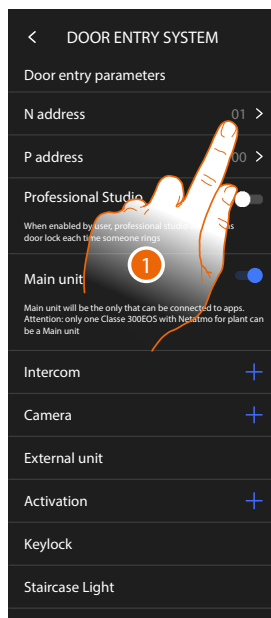 DOOR ENTRY SYSTEM
Door entry parameters
N address 01
P address 00
Professional Studio
When enabled by user, professional
door lock each time someone rings
Main unit
1
Main unit will be the only that can be connected to apps.
Attention: only one Classe 300EOS with Netatmo for plant can
be a Main unit
Intercom
Camera
External unit
Activation
Keylock
Staircase Light